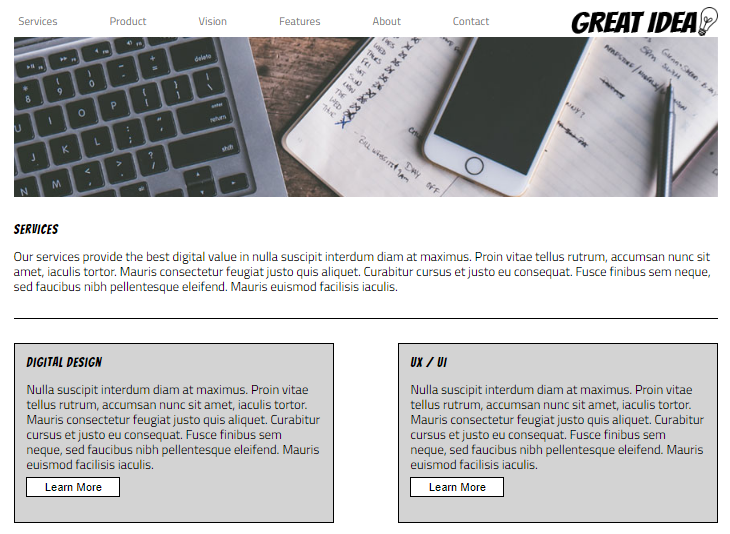 Services Product Vision Features About Contact GREAT IDEA
delete
enter
return
shift
U I O P
J K L
N M
DAY
OFF
SERVICES
Our services provide the best digital value in nulla suscipit interdum diam at maximus. Proin vitae tellus rutrum, accumsan nunc sit
amet, iaculis tortor. Mauris consectetur feugiat justo quis aliquet. Curabitur cursus et justo eu consequat. Fusce finibus sem neque,
sed faucibus nibh pellentesque eleifend. Mauris euismod facilisis iaculis.
DIGITAL DESIGN
Nulla suscipit interdum diam at maximus. Proin vitae
tellus rutrum, accumsan nunc sit amet, iaculis tortor.
Mauris consectetur feugiat justo quis aliquet. Curabitur
cursus et justo eu consequat. Fusce finibus sem
neque, sed faucibus nibh pellentesque eleifend. Mauris
euismod facilisis iaculis.
Learn More
UX / UI
Nulla suscipit interdum diam at maximus. Proin vitae
tellus rutrum, accumsan nunc sit amet, iaculis tortor.
Mauris consectetur feugiat justo quis aliquet. Curabitur
cursus et justo eu consequat. Fusce finibus sem
neque, sed faucibus nibh pellentesque eleifend. Mauris
euismod facilisis iaculis.
Learn More